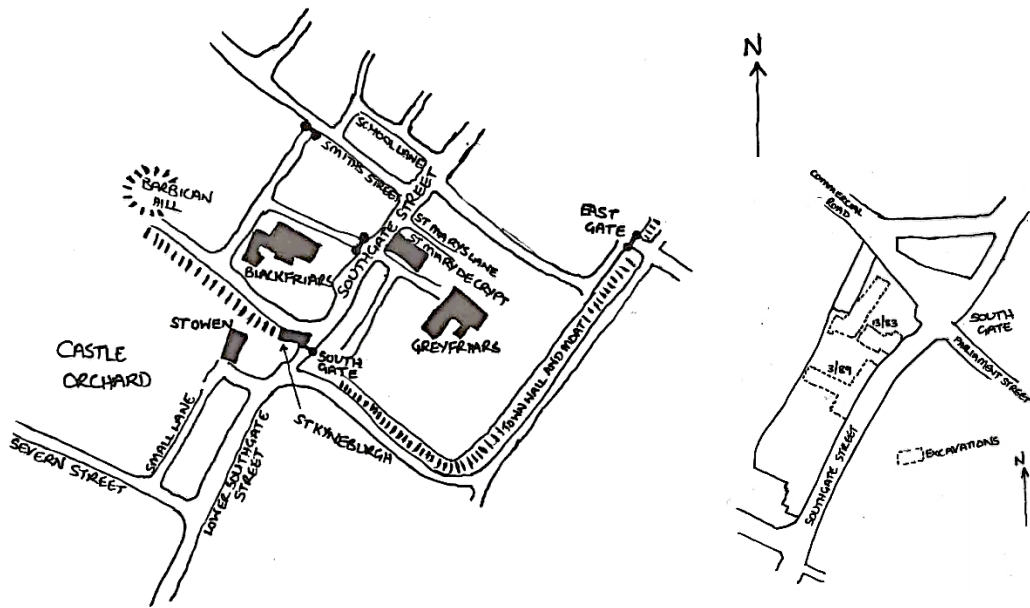 N
SCHOOL LANE
SMITHS STREET
BARBICAN
HILL
SOUTHGATE STREET
ST MARYS LANE
ST MARY DE CRYPT
EAST
GATE
BLACKFRIARS
GREYFRIARS
ST OWEN
CASTLE
ORCHARD
SOUTH
GATE
TOWN WALL AND MOAT
ST KYNEBURGH
SMALL LANE
SEVERN STREET
LOWER SOUTHGATE
STREET
COMMERCIAL
ROAD
13/83
SOUTH
GATE
PARLIAMENT STREET
3/89
SOUTHGATE STREET
EXCAVATIONS
N